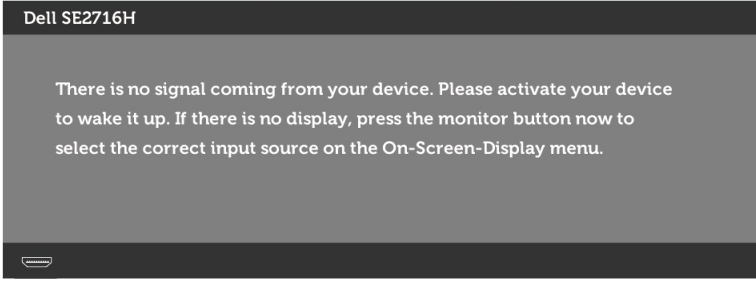 Dell SE2716H
There is no signal coming from your device. Please activate your device
to wake it up. If there is no display, press the monitor button now to
select the correct input source on the On-Screen-Display menu.